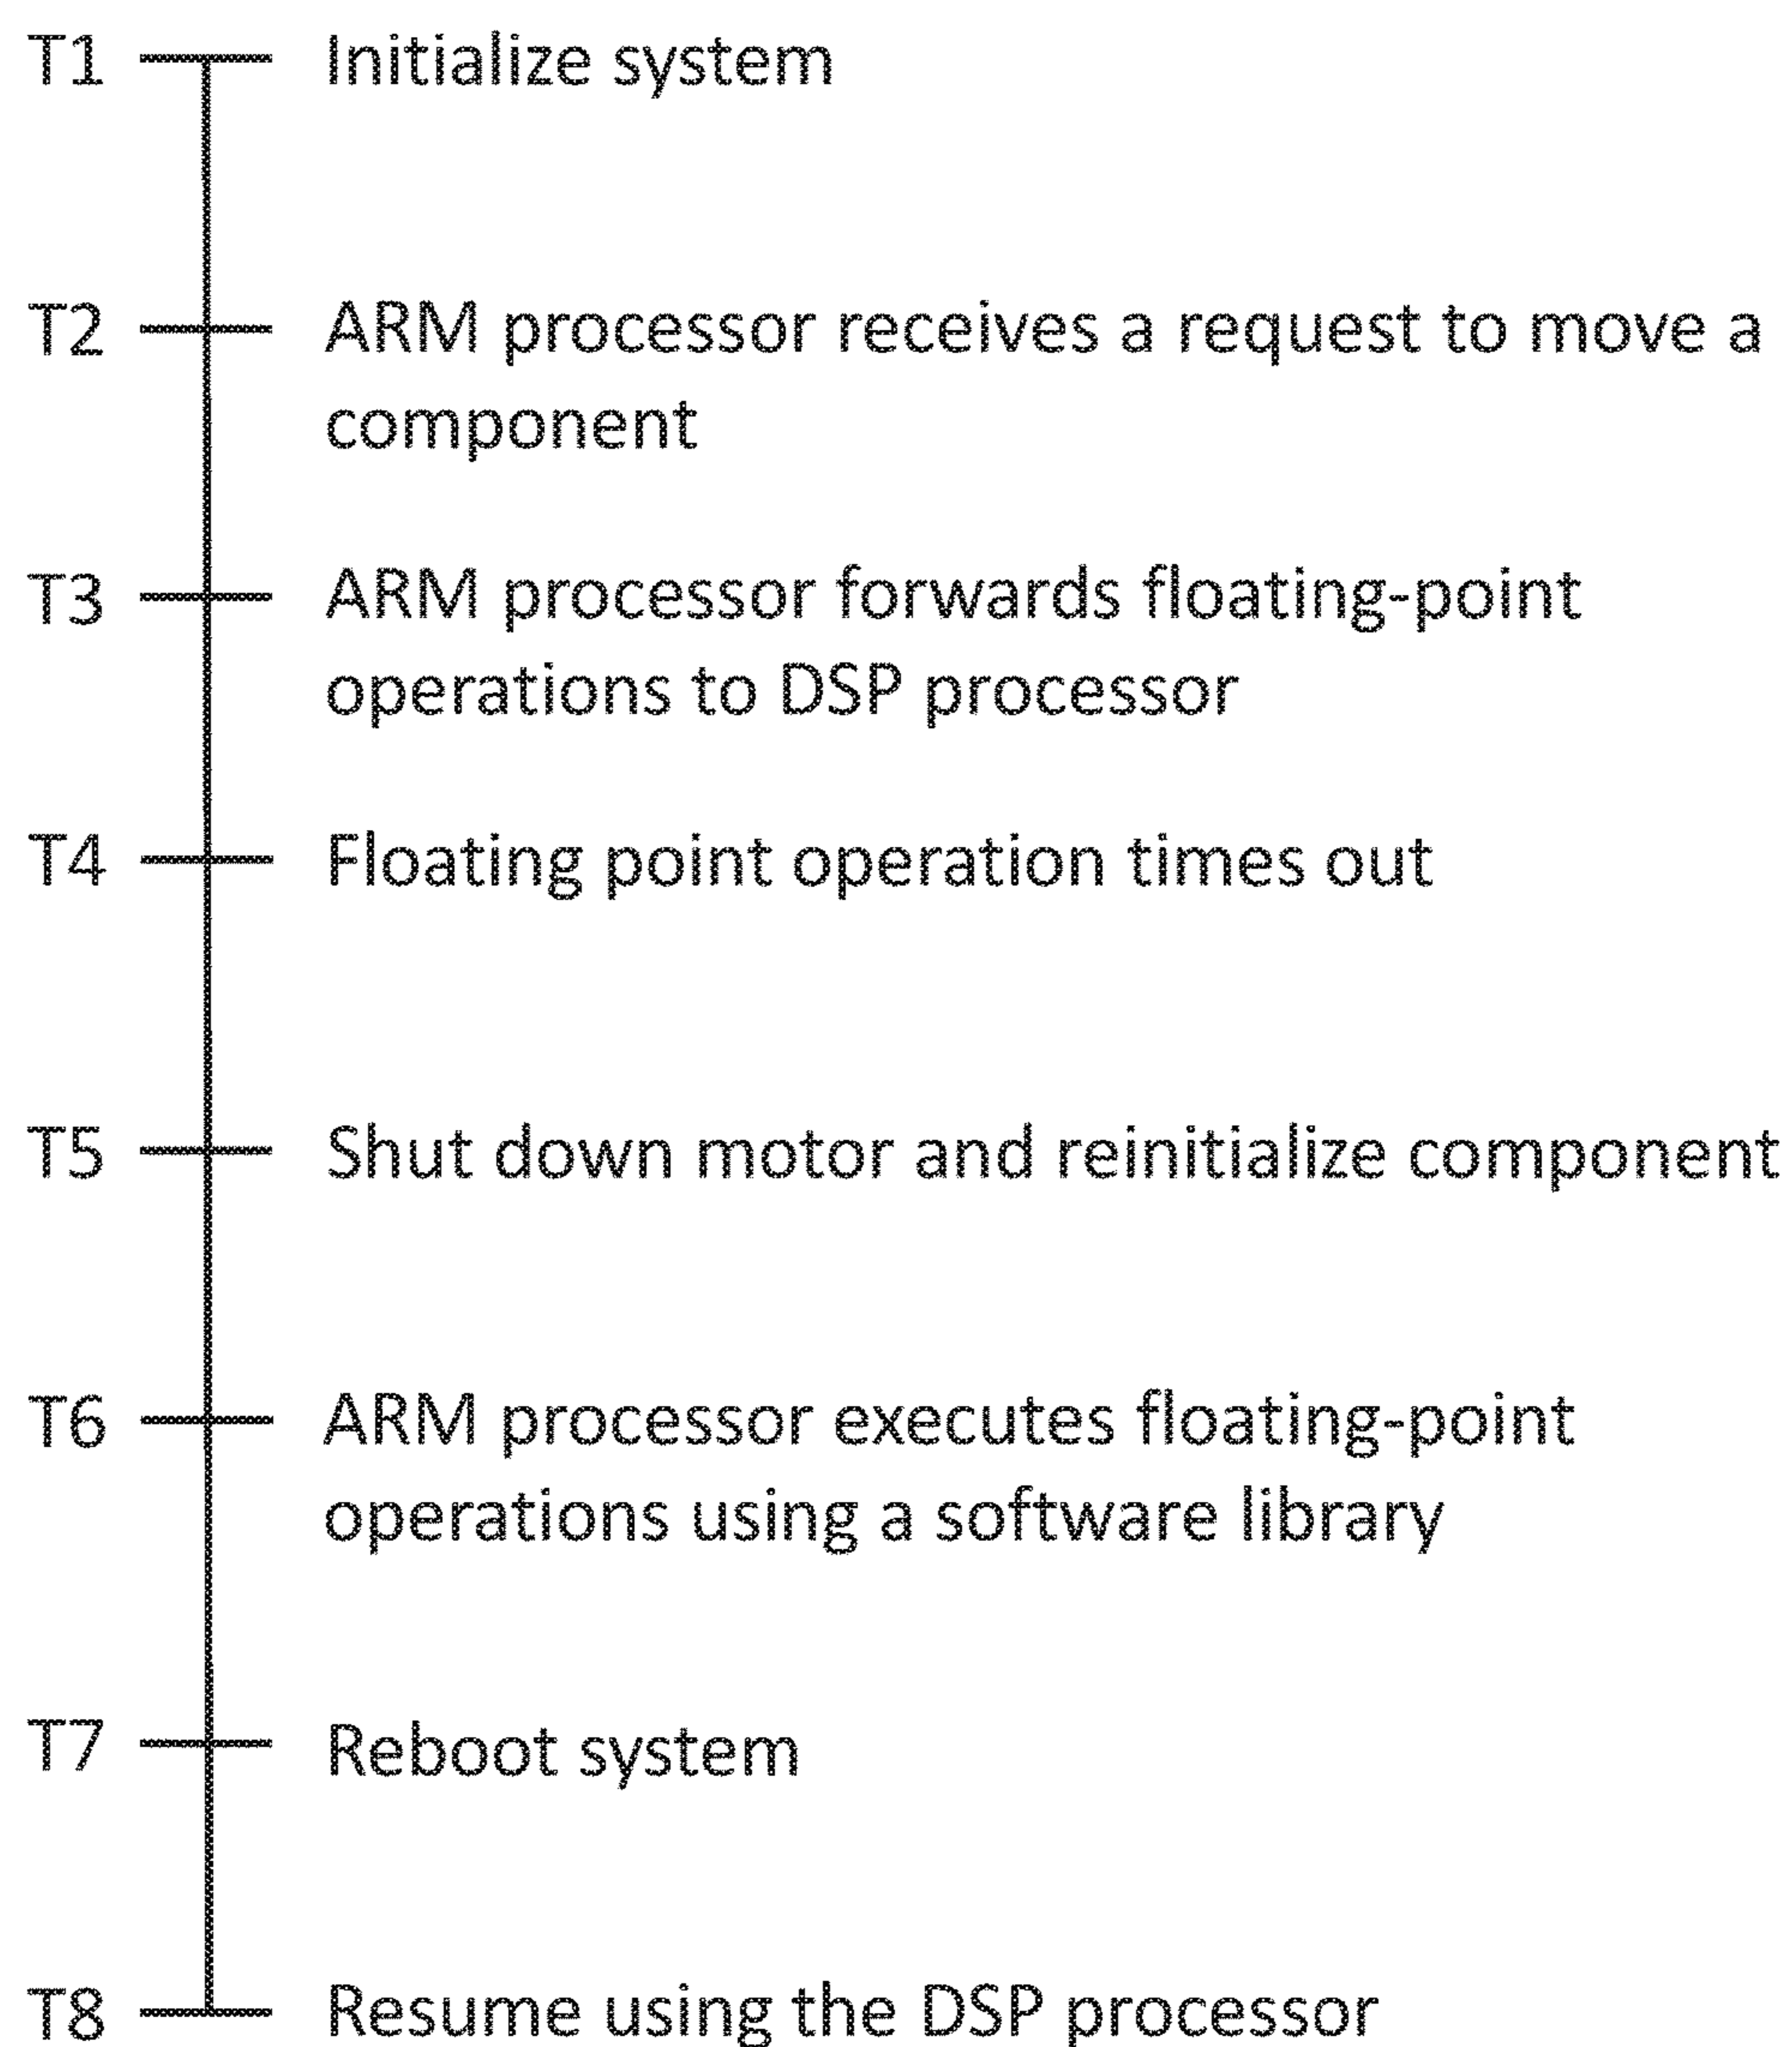 T1 Initialize system
T2 ARM processor receives a request to move a
component
T3 ARM processor forwards floating-point
operations to DSP processor
T4 Floating point operation times out
T5 Shut down motor and reinitialize component
T6 ARM processor executes floating-point
operations using a software library
T7 Reboot system
T8 Resume using the DSP processor